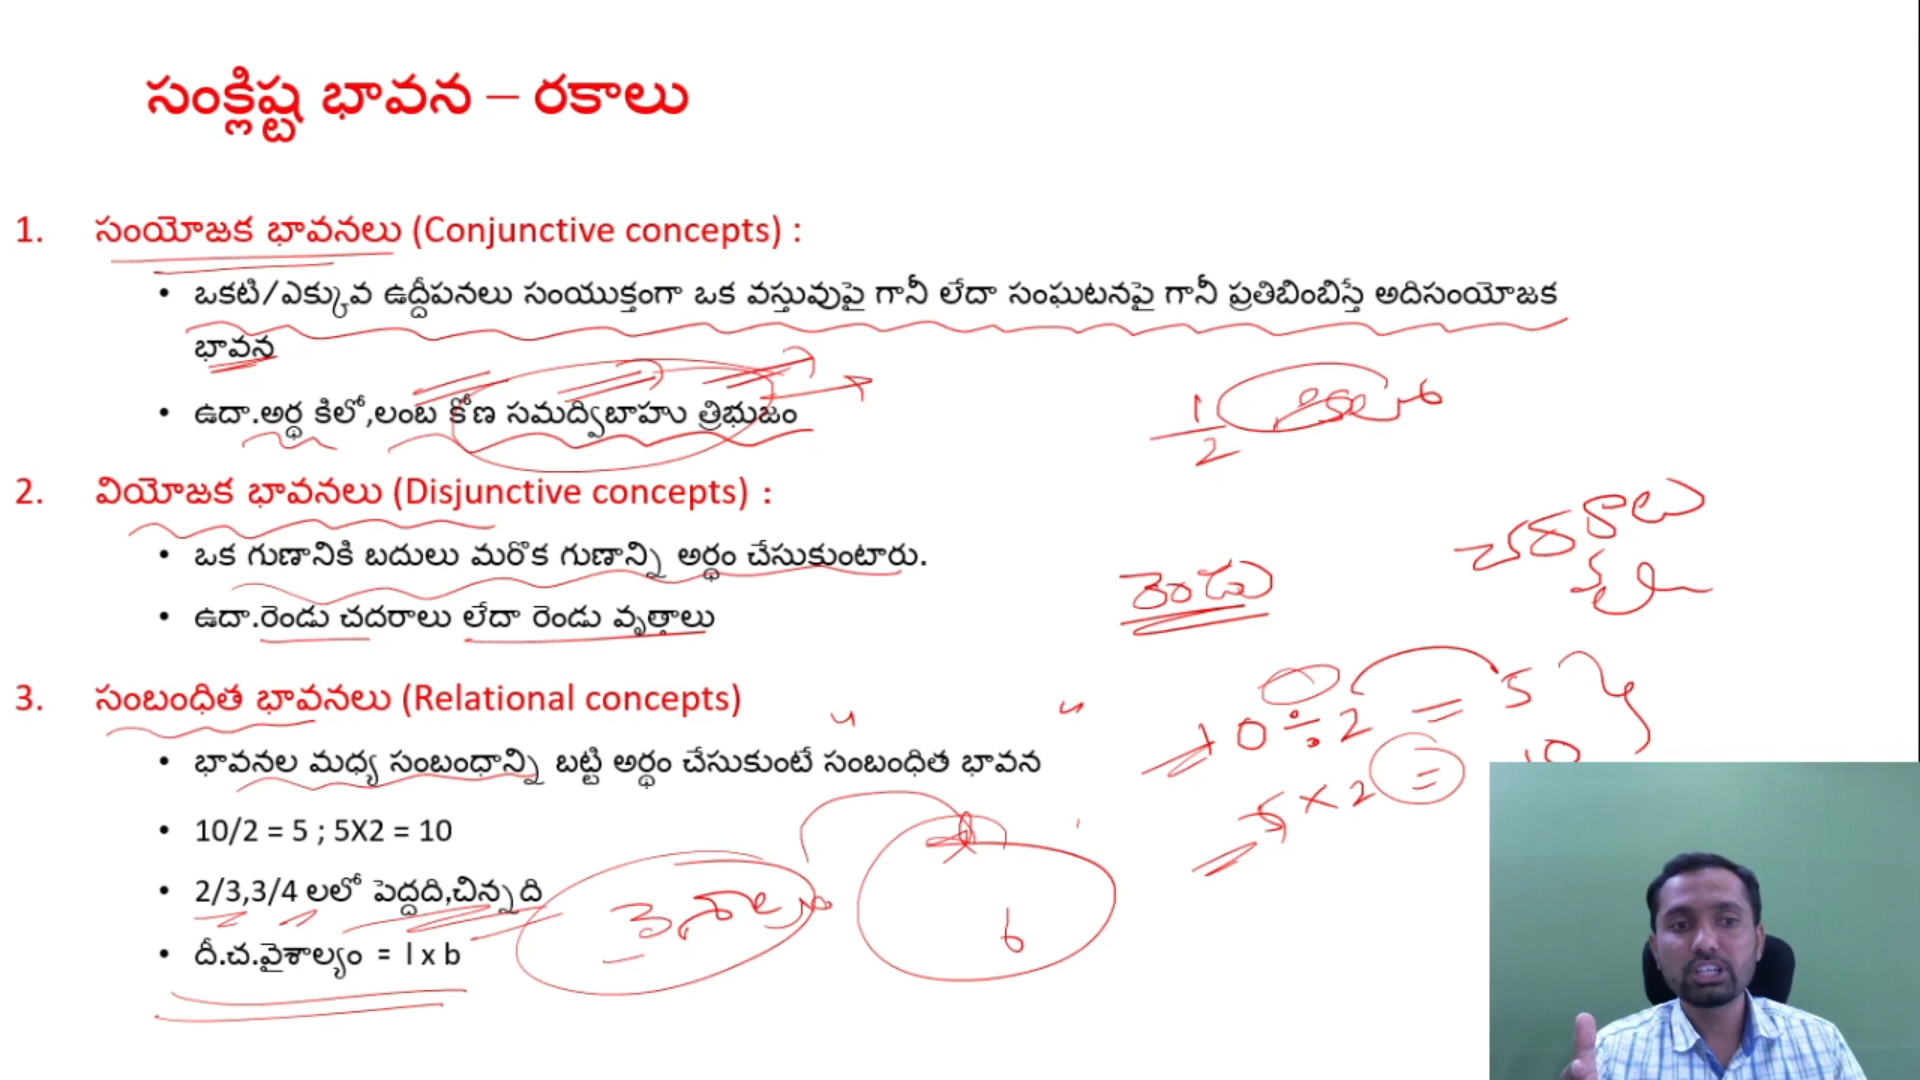 సంక్లిష్ట భావన – రకాలు
1. సంయోజక భావనలు (Conjunctive concepts) :
• ఒకటి/ఎక్కువ ఉద్దీపనలు సంయుక్తంగా ఒక వస్తువుపై గానీ లేదా సంఘటనపై గానీ ప్రతిబింబిస్తే అదిసంయోజక
భావన
• ఉదా.అర్ధ కిలో,లంబ కోణ సమద్విబాహు త్రిభుజం
1/2
2. వియోజక భావనలు (Disjunctive concepts) :
• ఒక గుణానికి బదులు మరొక గుణాన్ని అర్థం చేసుకుంటారు.
రెండు
• ఉదా.రెండు చదరాలు లేదా రెండు వృత్తాలు
3. సంబంధిత భావనలు (Relational concepts)
10 ÷ 2 = 5
• భావనల మధ్య సంబంధాన్ని బట్టి అర్థం చేసుకుంటే సంబంధిత భావన
5 × 2 = 10
• 10/2 = 5 ; 5X2 = 10
• 2/3,3/4 లలో పెద్దది,చిన్నది
• దీ.చ.వైశాల్యం = l x b
వైశాల్యం
b